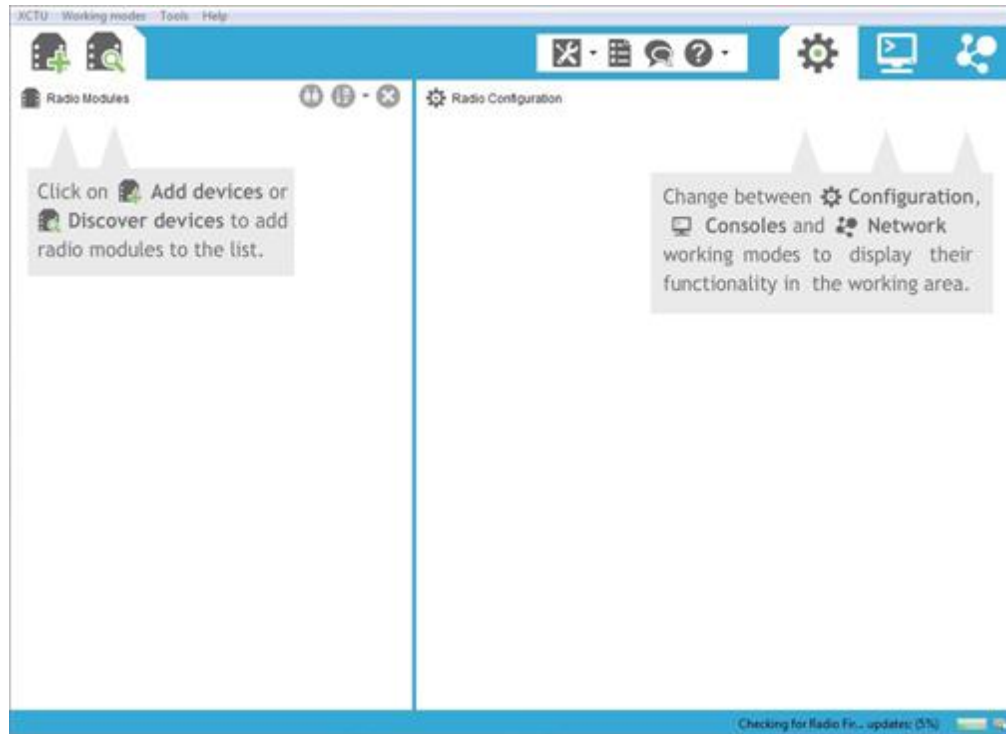 XCTU Working modes Tools Help
Radio Modules
Radio Configuration
Click on Add devices or
Discover devices to add
radio modules to the list.
Change between Configuration,
Consoles and Network
working modes to display their
functionality in the working area.
Checking for Radio Fir... updates: (5%)